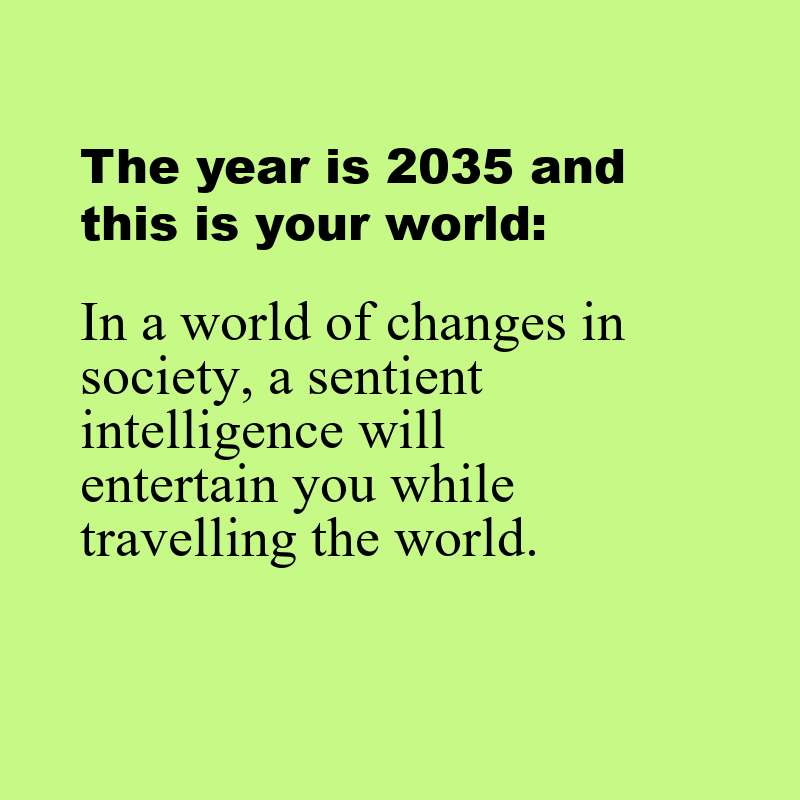 The year is 2035 and
this is your world:
In a world of changes in
society, a sentient
intelligence will
entertain you while
travelling the world.